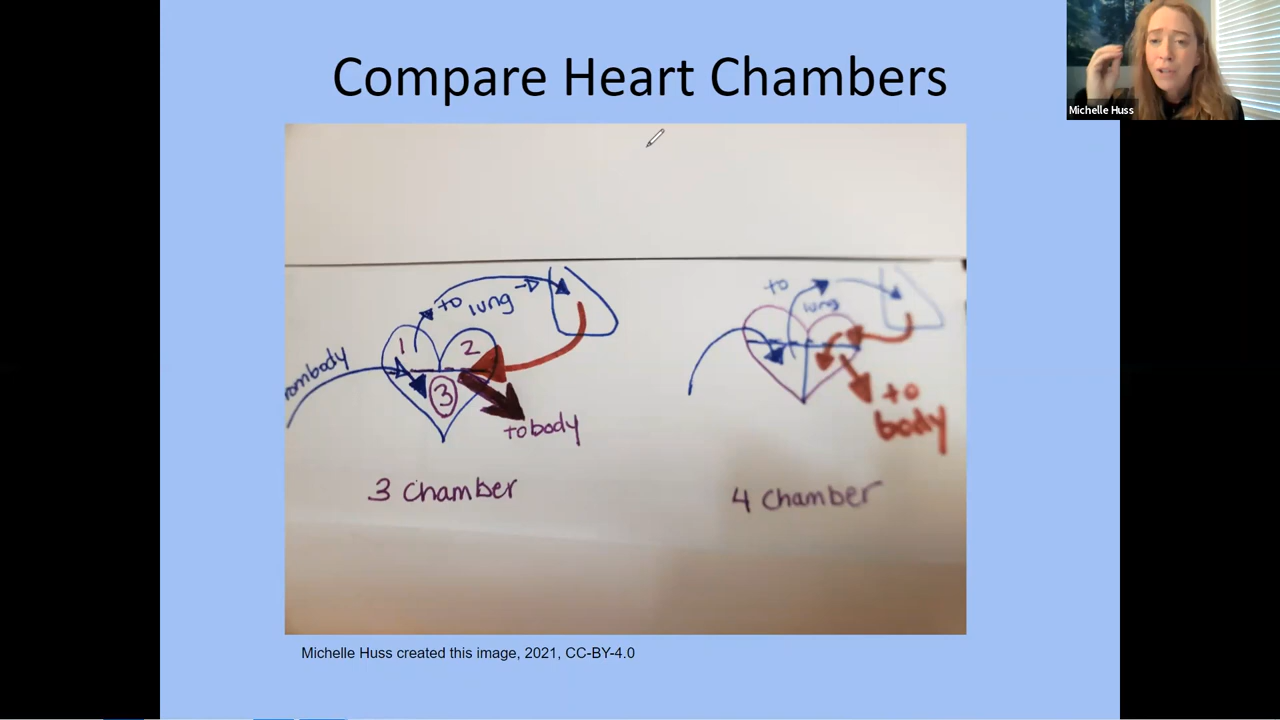 Compare Heart Chambers
Michelle Huss
to lung
1
2
from body
3
to body
3 chamber
to
lung
to
body
4 chamber
Michelle Huss created this image, 2021, CC-BY-4.0